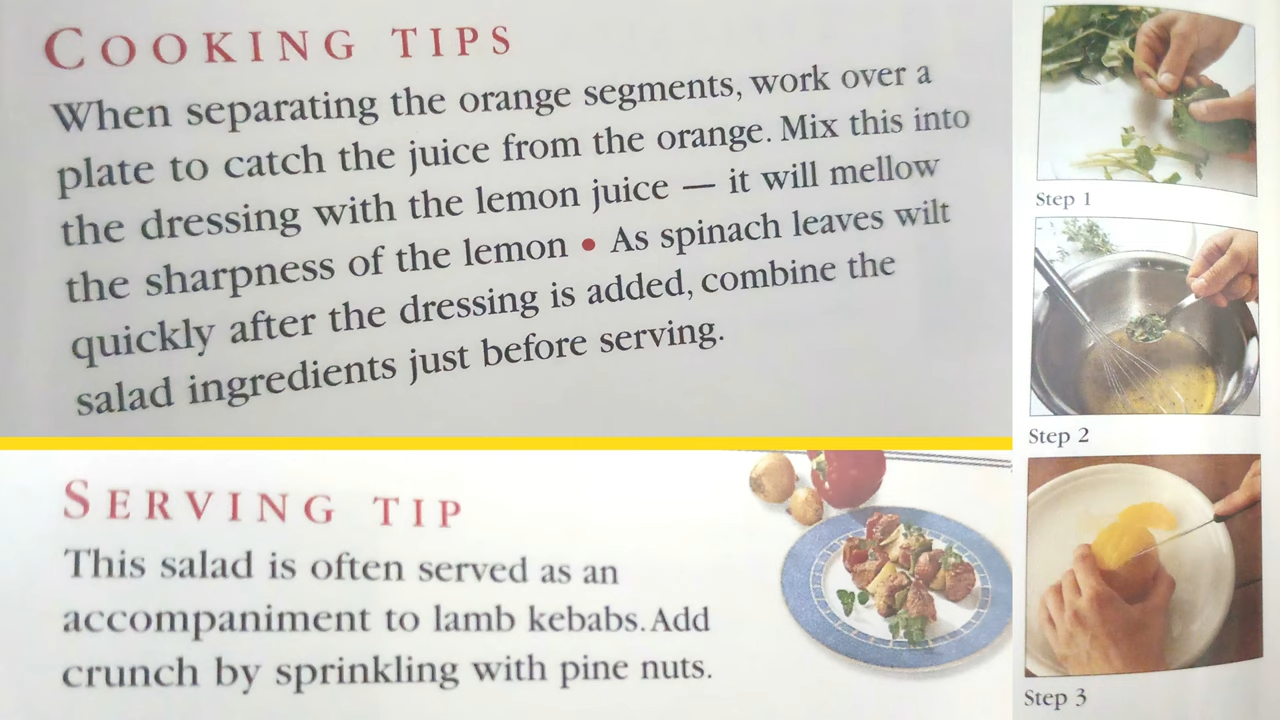 COOKING TIPS
When separating the orange segments, work over a
plate to catch the juice from the orange. Mix this into
the dressing with the lemon juice — it will mellow
the sharpness of the lemon • As spinach leaves wilt
quickly after the dressing is added, combine the
salad ingredients just before serving.
SERVING TIP
This salad is often served as an
accompaniment to lamb kebabs. Add
crunch by sprinkling with pine nuts.
Step 1
Step 2
Step 3